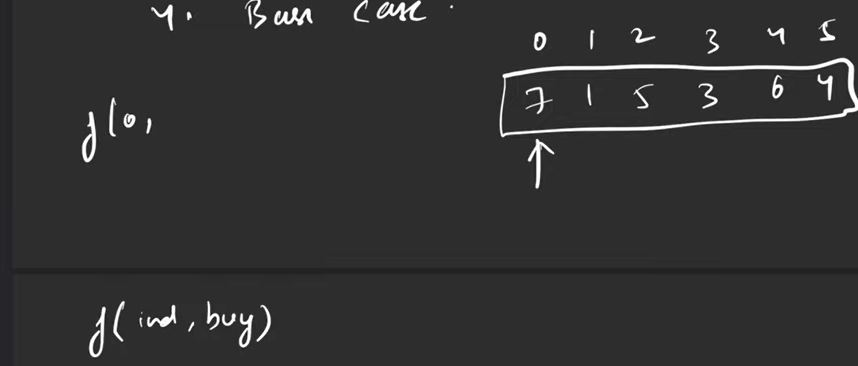 4. Base Case.
0 1 2 3 4 5
7 1 5 3 6 4
f(0,
f(ind, buy)